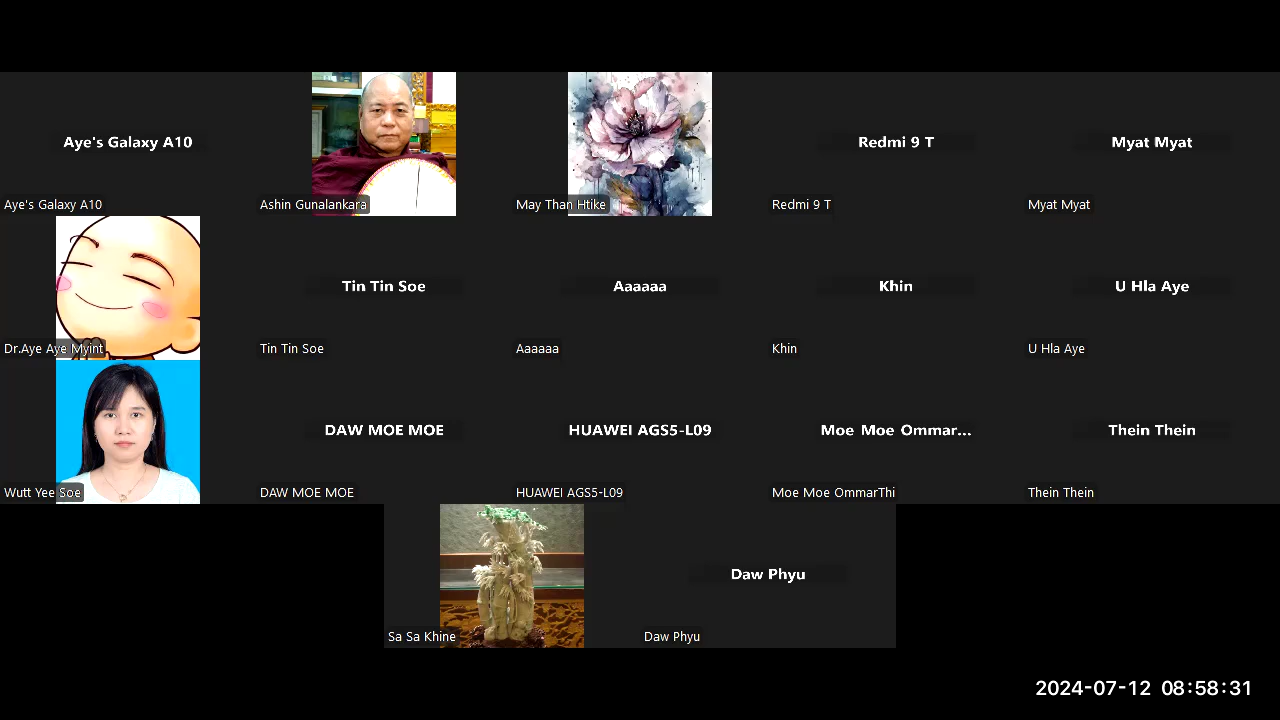 Aye's Galaxy A10
Redmi 9 T
Myat Myat
Aye's Galaxy A10
Ashin Gunalankara
May Than Htike
Redmi 9 T
Myat Myat
Tin Tin Soe
Aaaaaa
Khin
U Hla Aye
Dr.Aye Aye Myint
Tin Tin Soe
Aaaaaa
Khin
U Hla Aye
DAW MOE MOE
HUAWEI AGS5-L09
Moe Moe Ommar...
Thein Thein
Wutt Yee Soe
DAW MOE MOE
HUAWEI AGS5-L09
Moe Moe OmmarThi
Thein Thein
Daw Phyu
Sa Sa Khine
Daw Phyu
2024-07-12 08:58:31